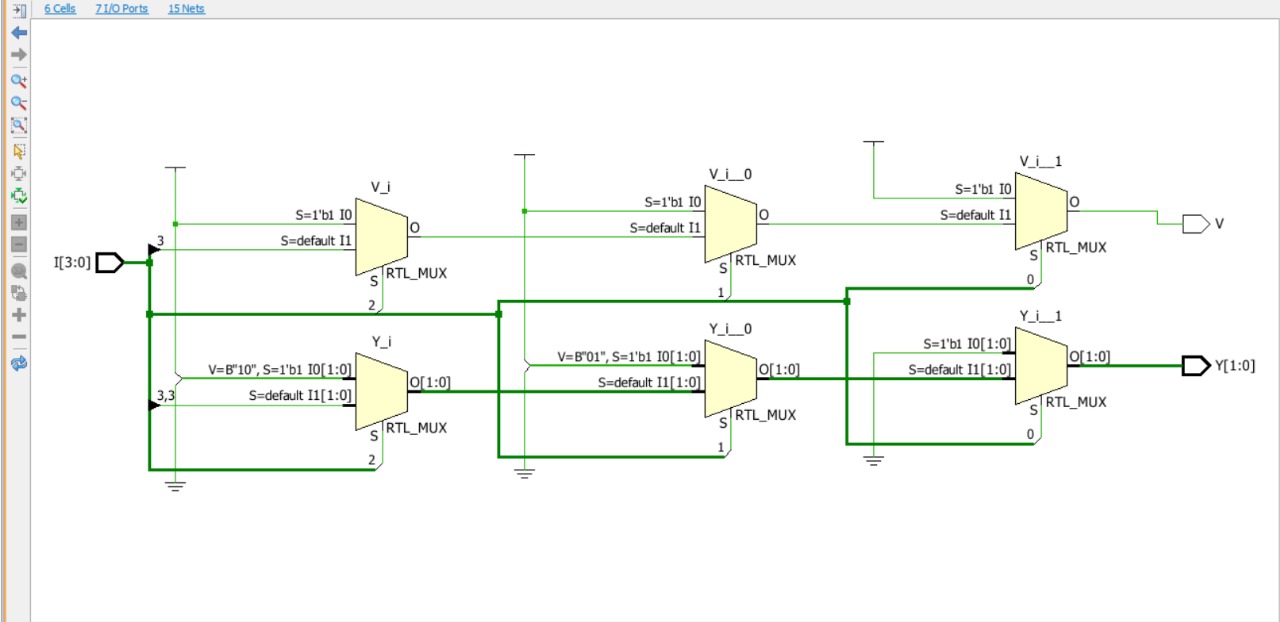 6 Cells 7 I/O Ports 15 Nets
V_i__1
V_i__0
V_i
S=1'b1 I0
O
S=default I1
V
S=1'b1 I0
O
S=default I1
S=1'b1 I0
O
S=default I1
3
I[3:0]
S
RTL_MUX
S
RTL_MUX
S
RTL_MUX
0
1
2
Y_i__1
Y_i__0
Y_i
S=1'b1 I0[1:0]
O[1:0]
S=default I1[1:0]
Y[1:0]
V=B"01", S=1'b1 I0[1:0]
O[1:0]
S=default I1[1:0]
V=B"10", S=1'b1 I0[1:0]
O[1:0]
S=default I1[1:0]
3,3
S
RTL_MUX
S
RTL_MUX
S
RTL_MUX
0
1
2